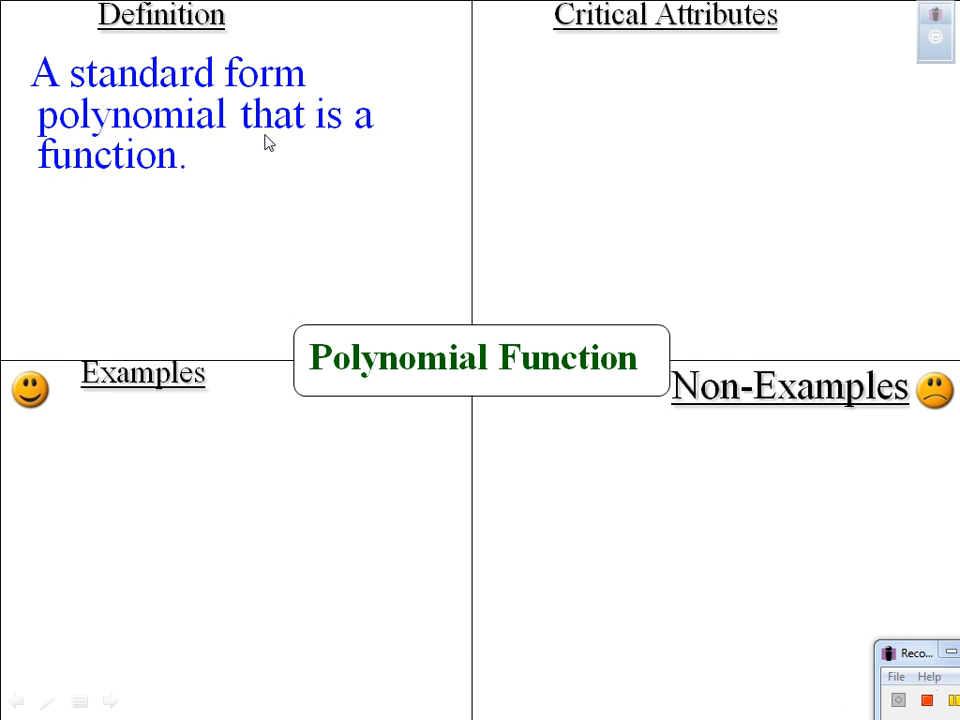 Definition
Critical Attributes
A standard form
polynomial that is a
function.
Polynomial Function
Examples
Non-Examples
Reco...
File Help